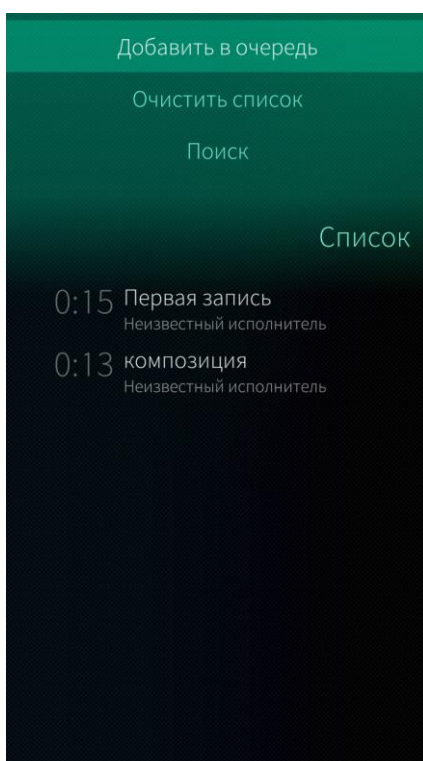 Добавить в очередь
Очистить список
Поиск
Список
0:15 Первая запись
Неизвестный исполнитель
0:13 композиция
Неизвестный исполнитель